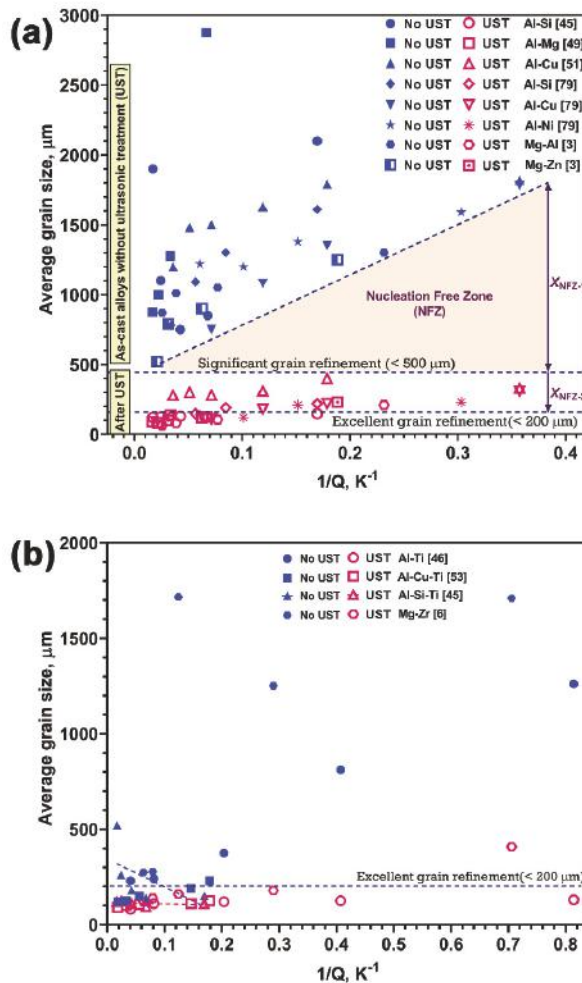 (a)
3000
2500
2000
1500
1000
500
0
Average grain size, μm
As-cast alloys without ultrasonic treatment (UST)
After UST
No UST UST Al-Si [45]
No UST UST Al-Mg [49]
No UST UST Al-Cu [51]
No UST UST Al-Si [79]
No UST UST Al-Cu [79]
No UST UST Al-Ni [79]
No UST UST Mg-Al [3]
No UST UST Mg-Zn [3]
Nucleation Free Zone
(NFZ)
Significant grain refinement (< 500 μm)
Excellent grain refinement(< 200 μm)
0.0 0.1 0.2 0.3 0.4
1/Q, K-1
(b)
2000
1500
1000
500
0
Average grain size, μm
No UST UST Al-Ti [46]
No UST UST Al-Cu-Ti [53]
No UST UST Al-Si-Ti [45]
No UST UST Mg-Zr [6]
Excellent grain refinement(< 200 μm)
0.0 0.1 0.2 0.3 0.4 0.5 0.6 0.7 0.8
1/Q, K-1